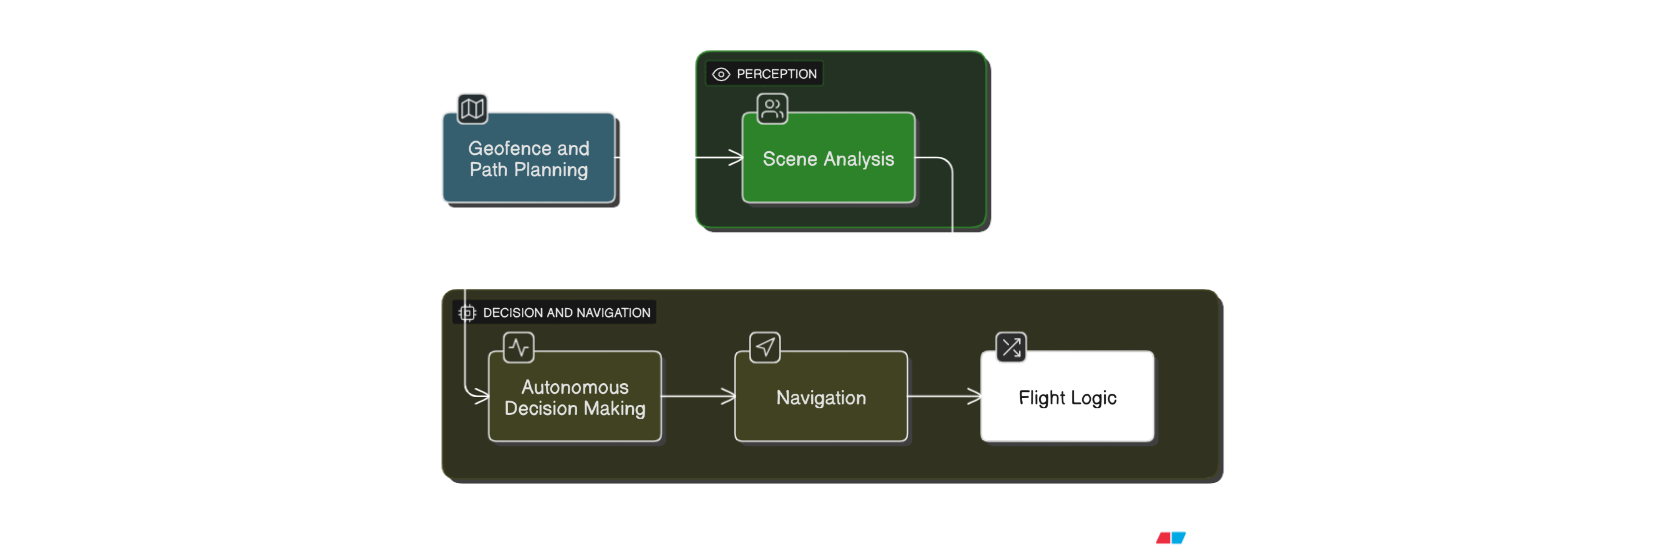 PERCEPTION
Geofence and
Path Planning
Scene Analysis
DECISION AND NAVIGATION
Autonomous
Decision Making
Navigation
Flight Logic